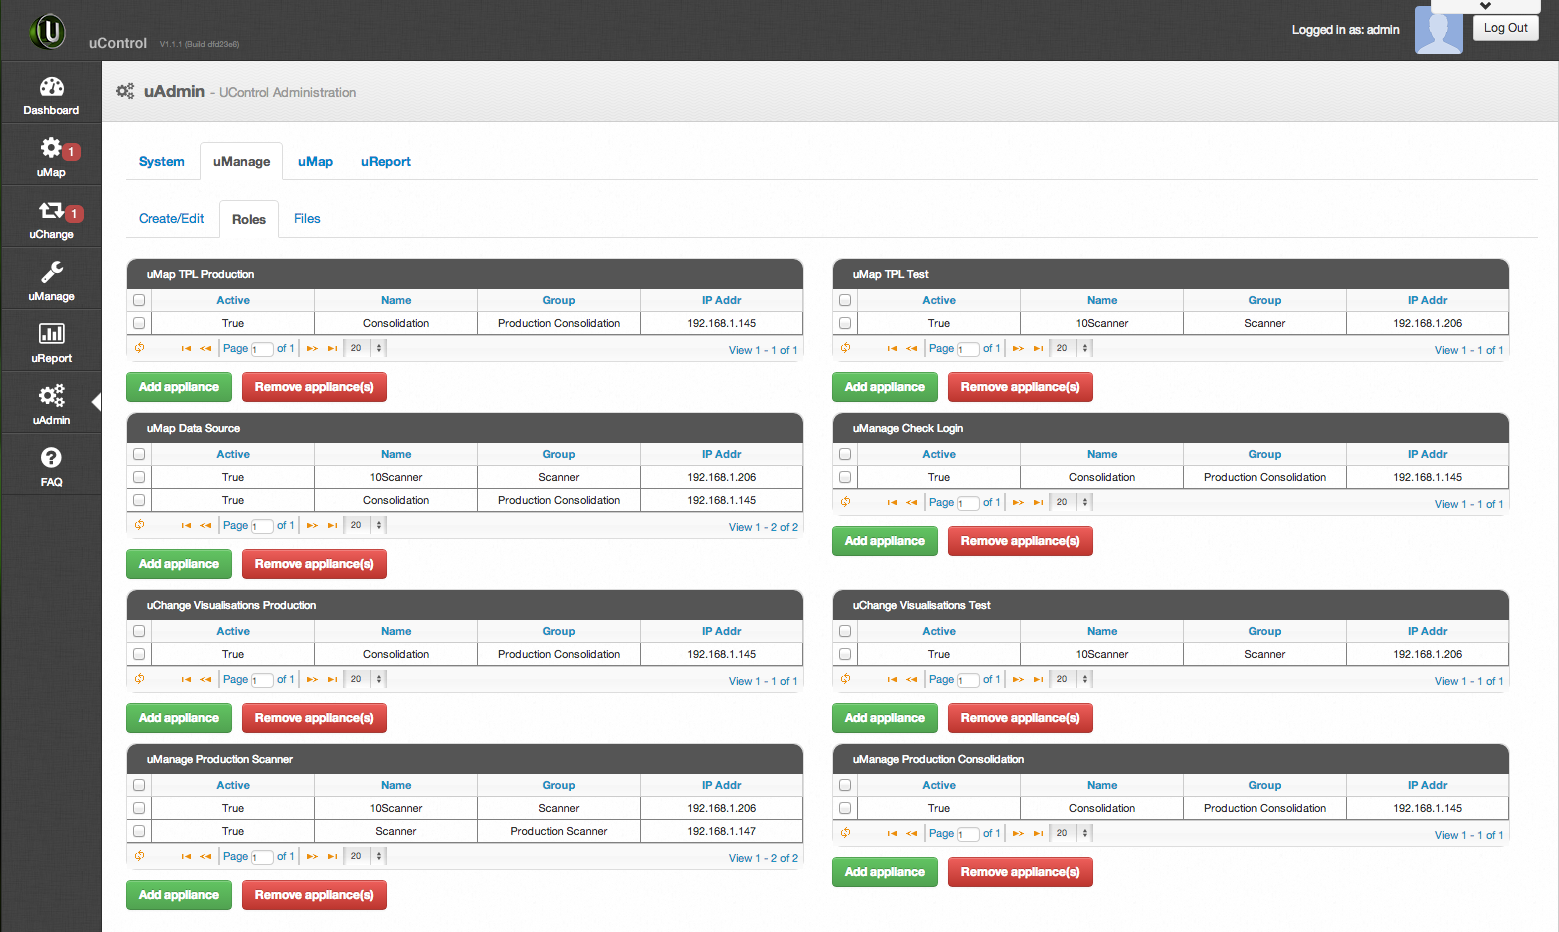 U
uControl V1.1.1 (Build dfd23e6)
Logged in as: admin
Log Out
Dashboard
1
uMap
1
uChange
uManage
uReport
uAdmin
?
FAQ
uAdmin - UControl Administration
System uManage uMap uReport
Create/Edit Roles Files
uMap TPL Production
Active Name Group IP Addr
True Consolidation Production Consolidation 192.168.1.145
Page 1 of 1 20 View 1 - 1 of 1
Add appliance Remove appliance(s)
uMap TPL Test
Active Name Group IP Addr
True 10Scanner Scanner 192.168.1.206
Page 1 of 1 20 View 1 - 1 of 1
Add appliance Remove appliance(s)
uMap Data Source
Active Name Group IP Addr
True 10Scanner Scanner 192.168.1.206
True Consolidation Production Consolidation 192.168.1.145
Page 1 of 1 20 View 1 - 2 of 2
Add appliance Remove appliance(s)
uManage Check Login
Active Name Group IP Addr
True Consolidation Production Consolidation 192.168.1.145
Page 1 of 1 20 View 1 - 1 of 1
Add appliance Remove appliance(s)
uChange Visualisations Production
Active Name Group IP Addr
True Consolidation Production Consolidation 192.168.1.145
Page 1 of 1 20 View 1 - 1 of 1
Add appliance Remove appliance(s)
uChange Visualisations Test
Active Name Group IP Addr
True 10Scanner Scanner 192.168.1.206
Page 1 of 1 20 View 1 - 1 of 1
Add appliance Remove appliance(s)
uManage Production Scanner
Active Name Group IP Addr
True 10Scanner Scanner 192.168.1.206
True Scanner Production Scanner 192.168.1.147
Page 1 of 1 20 View 1 - 2 of 2
Add appliance Remove appliance(s)
uManage Production Consolidation
Active Name Group IP Addr
True Consolidation Production Consolidation 192.168.1.145
Page 1 of 1 20 View 1 - 1 of 1
Add appliance Remove appliance(s)